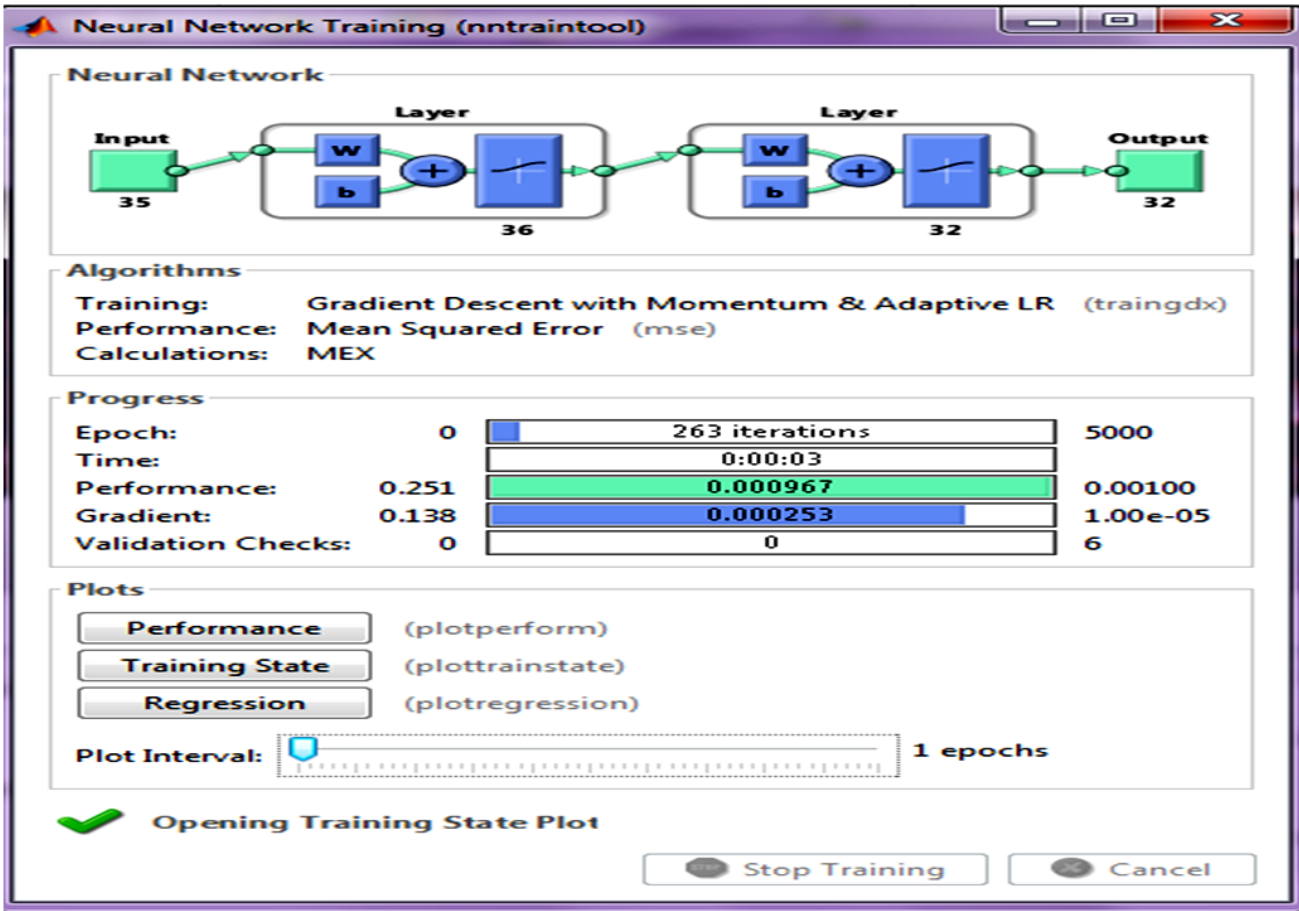 Neural Network Training (nntraintool)
Neural Network
Layer Layer
Input Output
W W
b b
+ +
35 36 32 32
Algorithms
Training: Gradient Descent with Momentum & Adaptive LR (traingdx)
Performance: Mean Squared Error (mse)
Calculations: MEX
Progress
Epoch: 0 263 iterations 5000
Time: 0:00:03
Performance: 0.251 0.000967 0.00100
Gradient: 0.138 0.000253 1.00e-05
Validation Checks: 0 0 6
Plots
Performance (plotperform)
Training State (plottrainstate)
Regression (plotregression)
Plot Interval: 1 epochs
Opening Training State Plot
STOP Stop Training Cancel